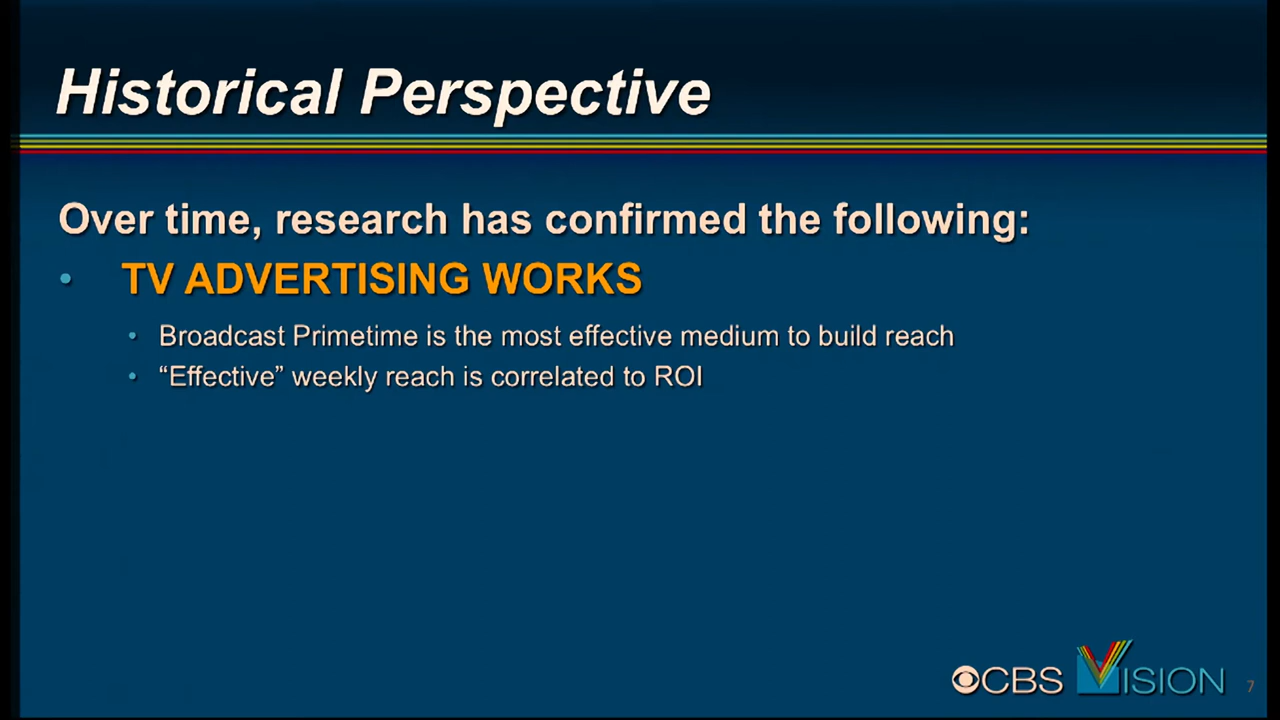 Historical Perspective
Over time, research has confirmed the following:
• TV ADVERTISING WORKS
• Broadcast Primetime is the most effective medium to build reach
• “Effective” weekly reach is correlated to ROI
CBS VISION
7